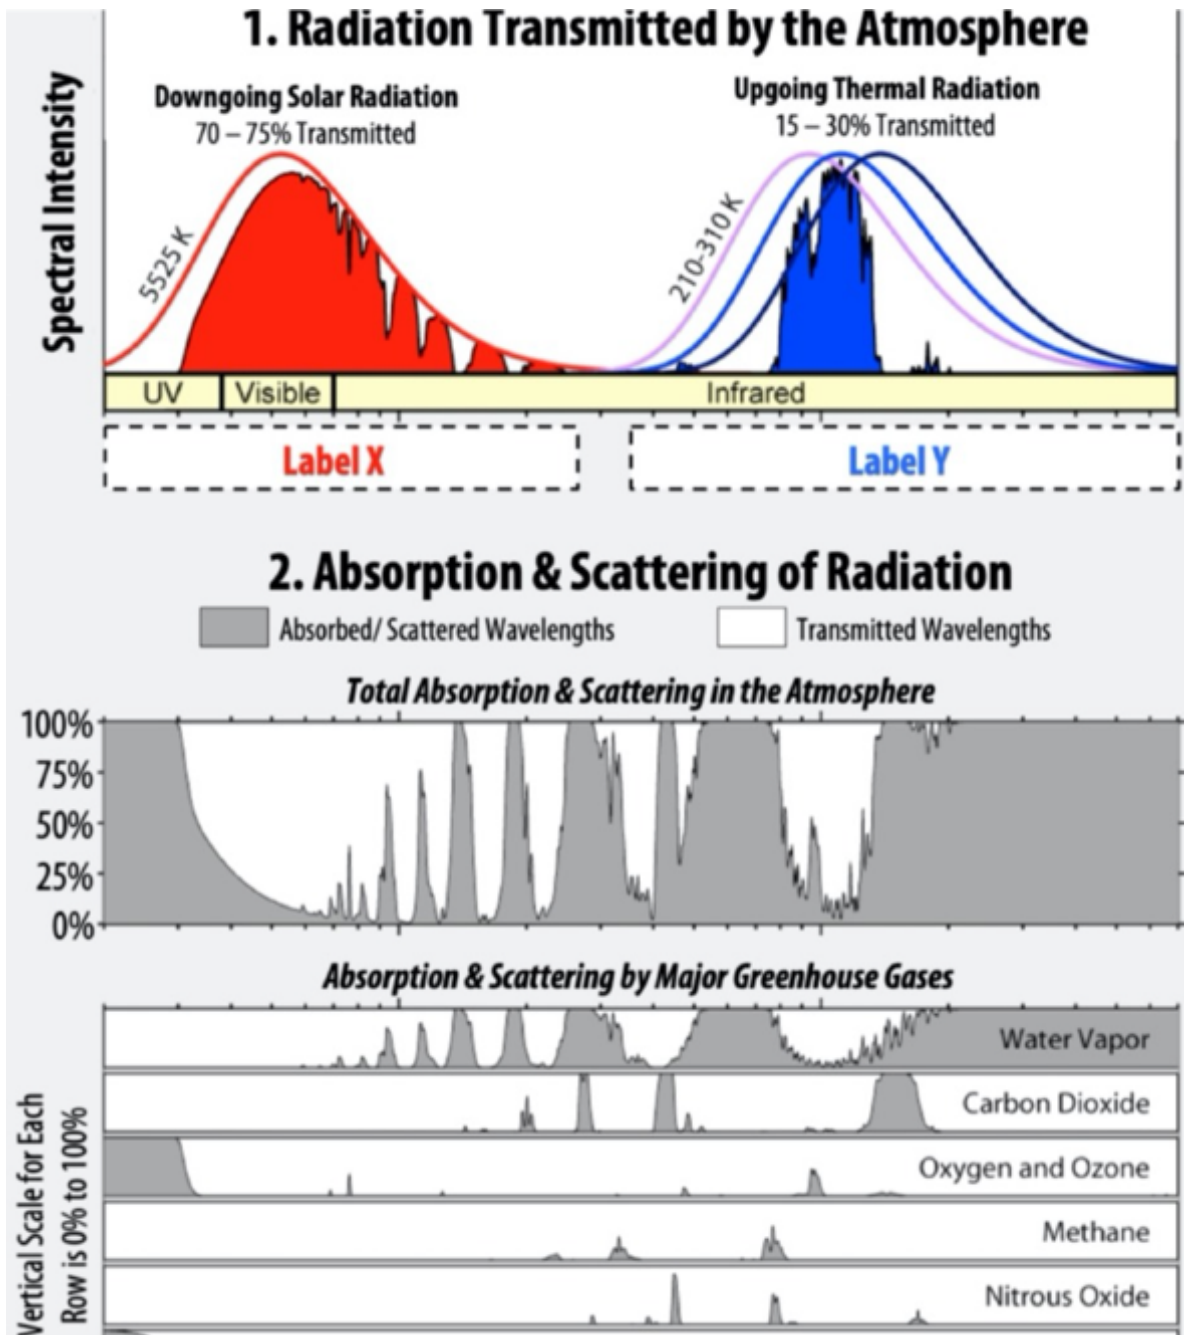 1. Radiation Transmitted by the Atmosphere
Spectral Intensity
Downgoing Solar Radiation
70 – 75% Transmitted
Upgoing Thermal Radiation
15 – 30% Transmitted
5525 K
210-310 K
UV
Visible
Infrared
Label X
Label Y
2. Absorption & Scattering of Radiation
Absorbed/ Scattered Wavelengths
Transmitted Wavelengths
Total Absorption & Scattering in the Atmosphere
100%
75%
50%
25%
0%
Absorption & Scattering by Major Greenhouse Gases
Vertical Scale for Each
Row is 0% to 100%
Water Vapor
Carbon Dioxide
Oxygen and Ozone
Methane
Nitrous Oxide